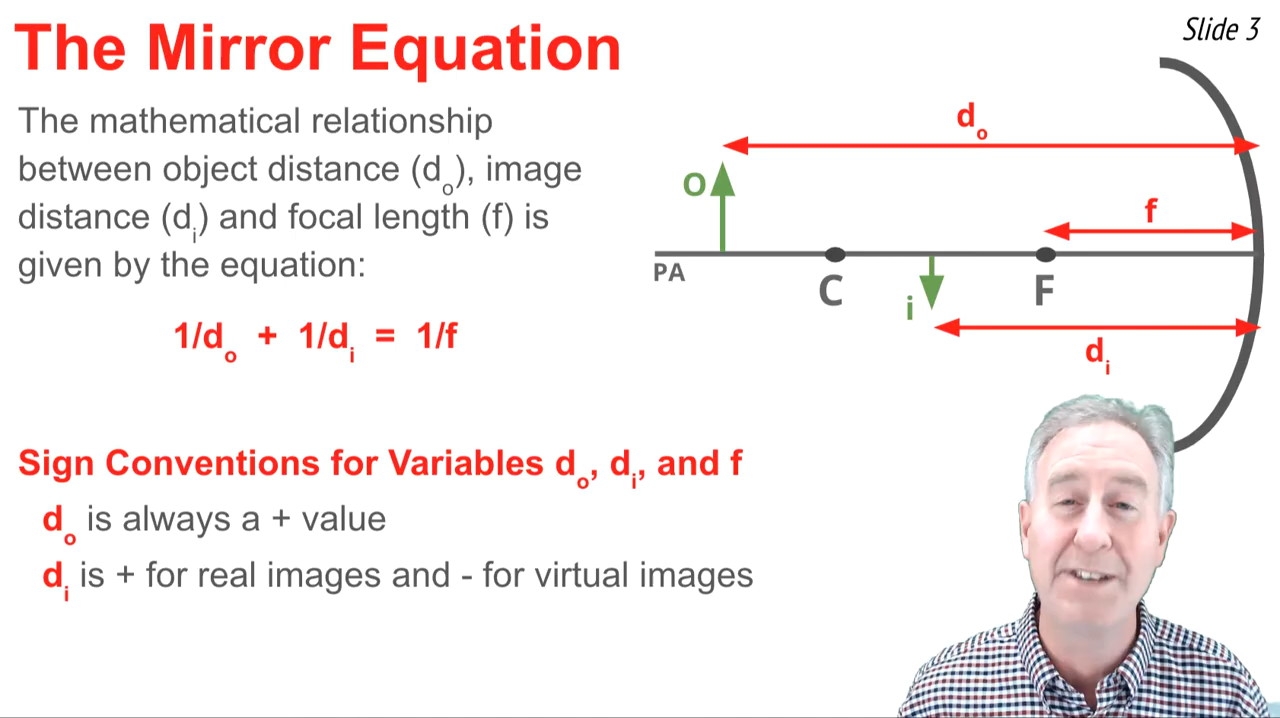 The Mirror Equation
Slide 3
The mathematical relationship
between object distance (dₒ), image
distance (dᵢ) and focal length (f) is
given by the equation:
1/dₒ + 1/dᵢ = 1/f
dₒ
o
f
PA
C
i
F
dᵢ
Sign Conventions for Variables dₒ, dᵢ, and f
dₒ is always a + value
dᵢ is + for real images and - for virtual images